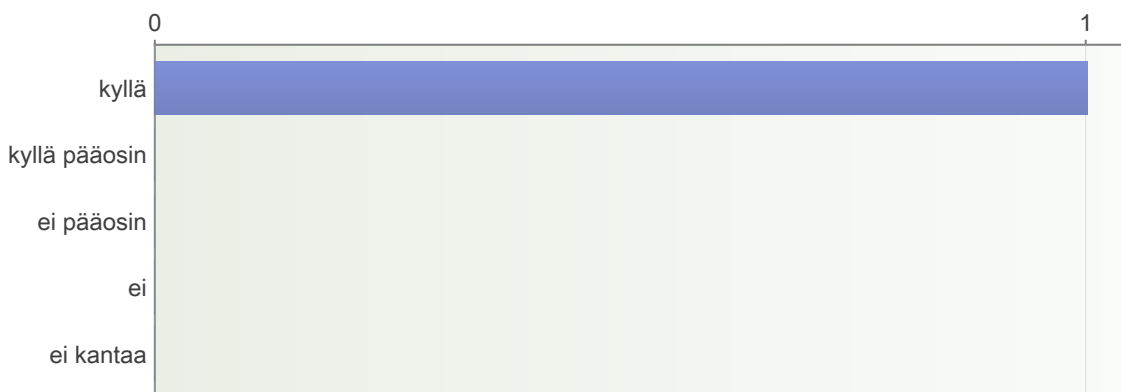 0 1
kyllä
kyllä pääosin
ei pääosin
ei
ei kantaa